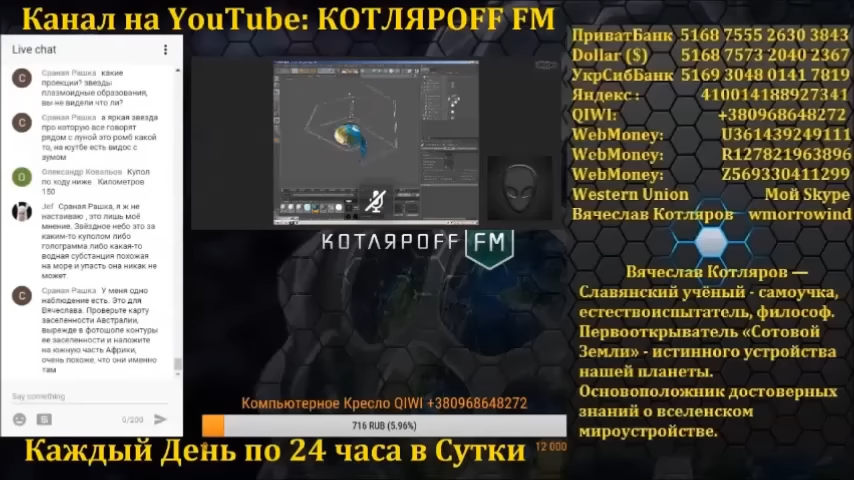 Канал на YouTube: КОТЛЯРОFF FM
Live chat
Сраная Рашка какие
проекции? звезды
плазмоидные образования,
вы не видели что ли?
Сраная Рашка а яркая звезда
про которую все говорят
рядом с луной это ромб какой
то, на юутбе есть видос с
зумом
Олександр Ковальов Купол
по ходу ниже Километров
150
Jef Сраная Рашка, я ж не
настаиваю , это лишь моё
мнение. Звёздное небо это за
каким-то куполом либо
голограмма либо какая-то
водная субстанция похожая
на море и упасть она никак не
может.
Сраная Рашка У меня одно
наблюдение есть. Это для
Вячеслава. Проверьте карту
заселенности Австралии,
вырежде в фотошопе контуры
ее заселенности и наложите
на южную часть Африки,
очень похоже, что они именно
там
Say something
0/200
КОТЛЯРОFF FM
Компьютерное Кресло QIWI +380968648272
716 RUB (5.96%)
12 000
Каждый День по 24 часа в Сутки
ПриватБанк 5168 7555 2630 3843
Dollar ($) 5168 7573 2040 2367
УкрСибБанк 5169 3048 0141 7819
Яндекс : 410014188927341
QIWI: +380968648272
WebMoney: U361439249111
WebMoney: R127821963896
WebMoney: Z569330411299
Western Union Мой Skype
Вячеслав Котляров wmorrowind
Вячеслав Котляров —
Славянский учёный - самоучка,
естествоиспытатель, философ.
Первооткрыватель «Сотовой
Земли» - истинного устройства
нашей планеты.
Основоположник достоверных
знаний о вселенском
мироустройстве.